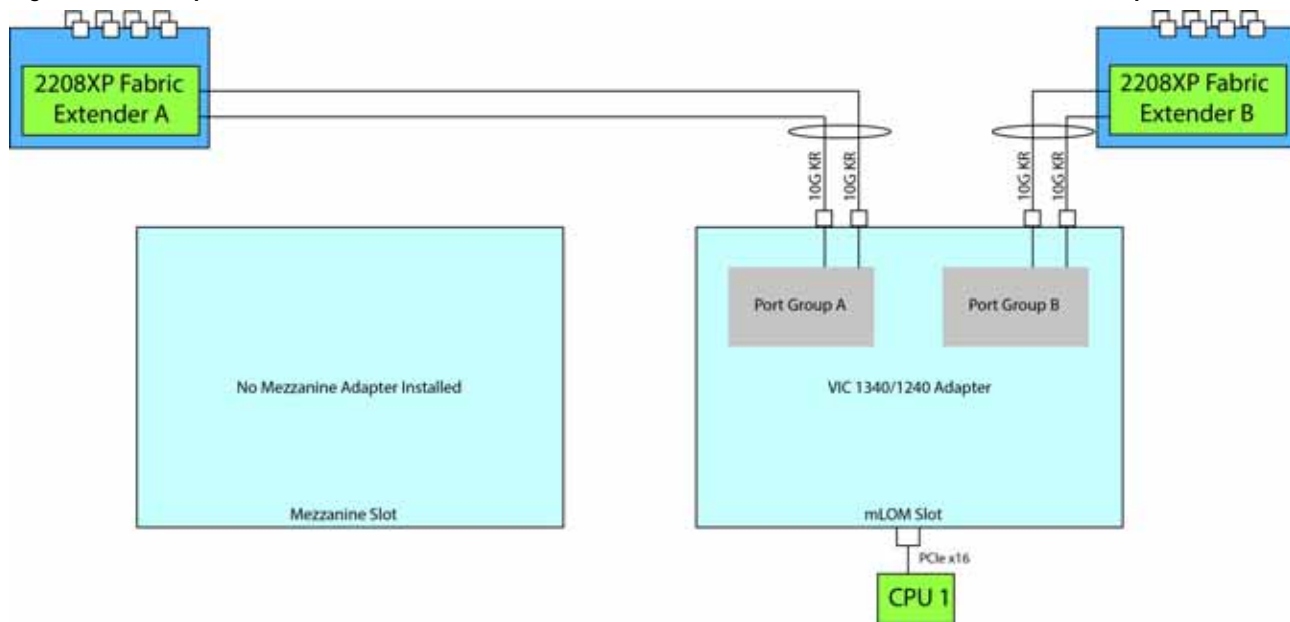 2208XP Fabric
Extender A
2208XP Fabric
Extender B
10G KR
10G KR
10G KR
10G KR
Port Group A
Port Group B
No Mezzanine Adapter Installed
VIC 1340/1240 Adapter
Mezzanine Slot
mLOM Slot
PCIe x16
CPU 1